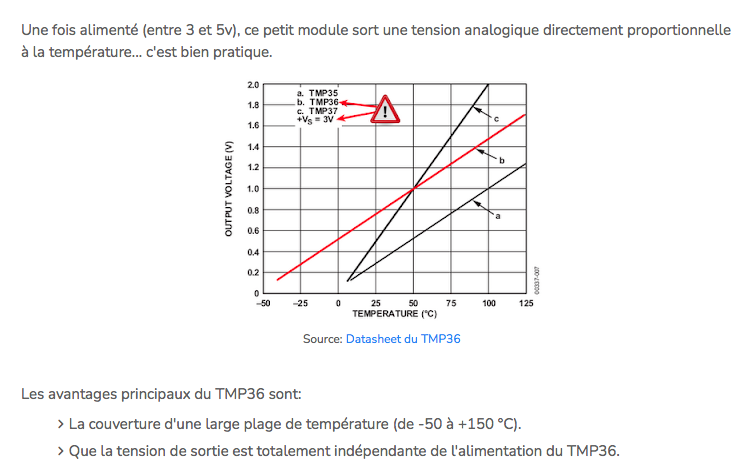 Une fois alimenté (entre 3 et 5v), ce petit module sort une tension analogique directement proportionnelle
à la température... c'est bien pratique.
2.0
1.8
1.6
1.4
1.2
1.0
0.8
0.6
0.4
0.2
0
OUTPUT VOLTAGE (V)
a. TMP35
b. TMP36
c. TMP37
+VS = 3V
!
c
b
a
–50 –25 0 25 50 75 100 125
TEMPERATURE (°C)
00337-007
Source: Datasheet du TMP36
Les avantages principaux du TMP36 sont:
> La couverture d'une large plage de température (de -50 à +150 °C).
> Que la tension de sortie est totalement indépendante de l'alimentation du TMP36.